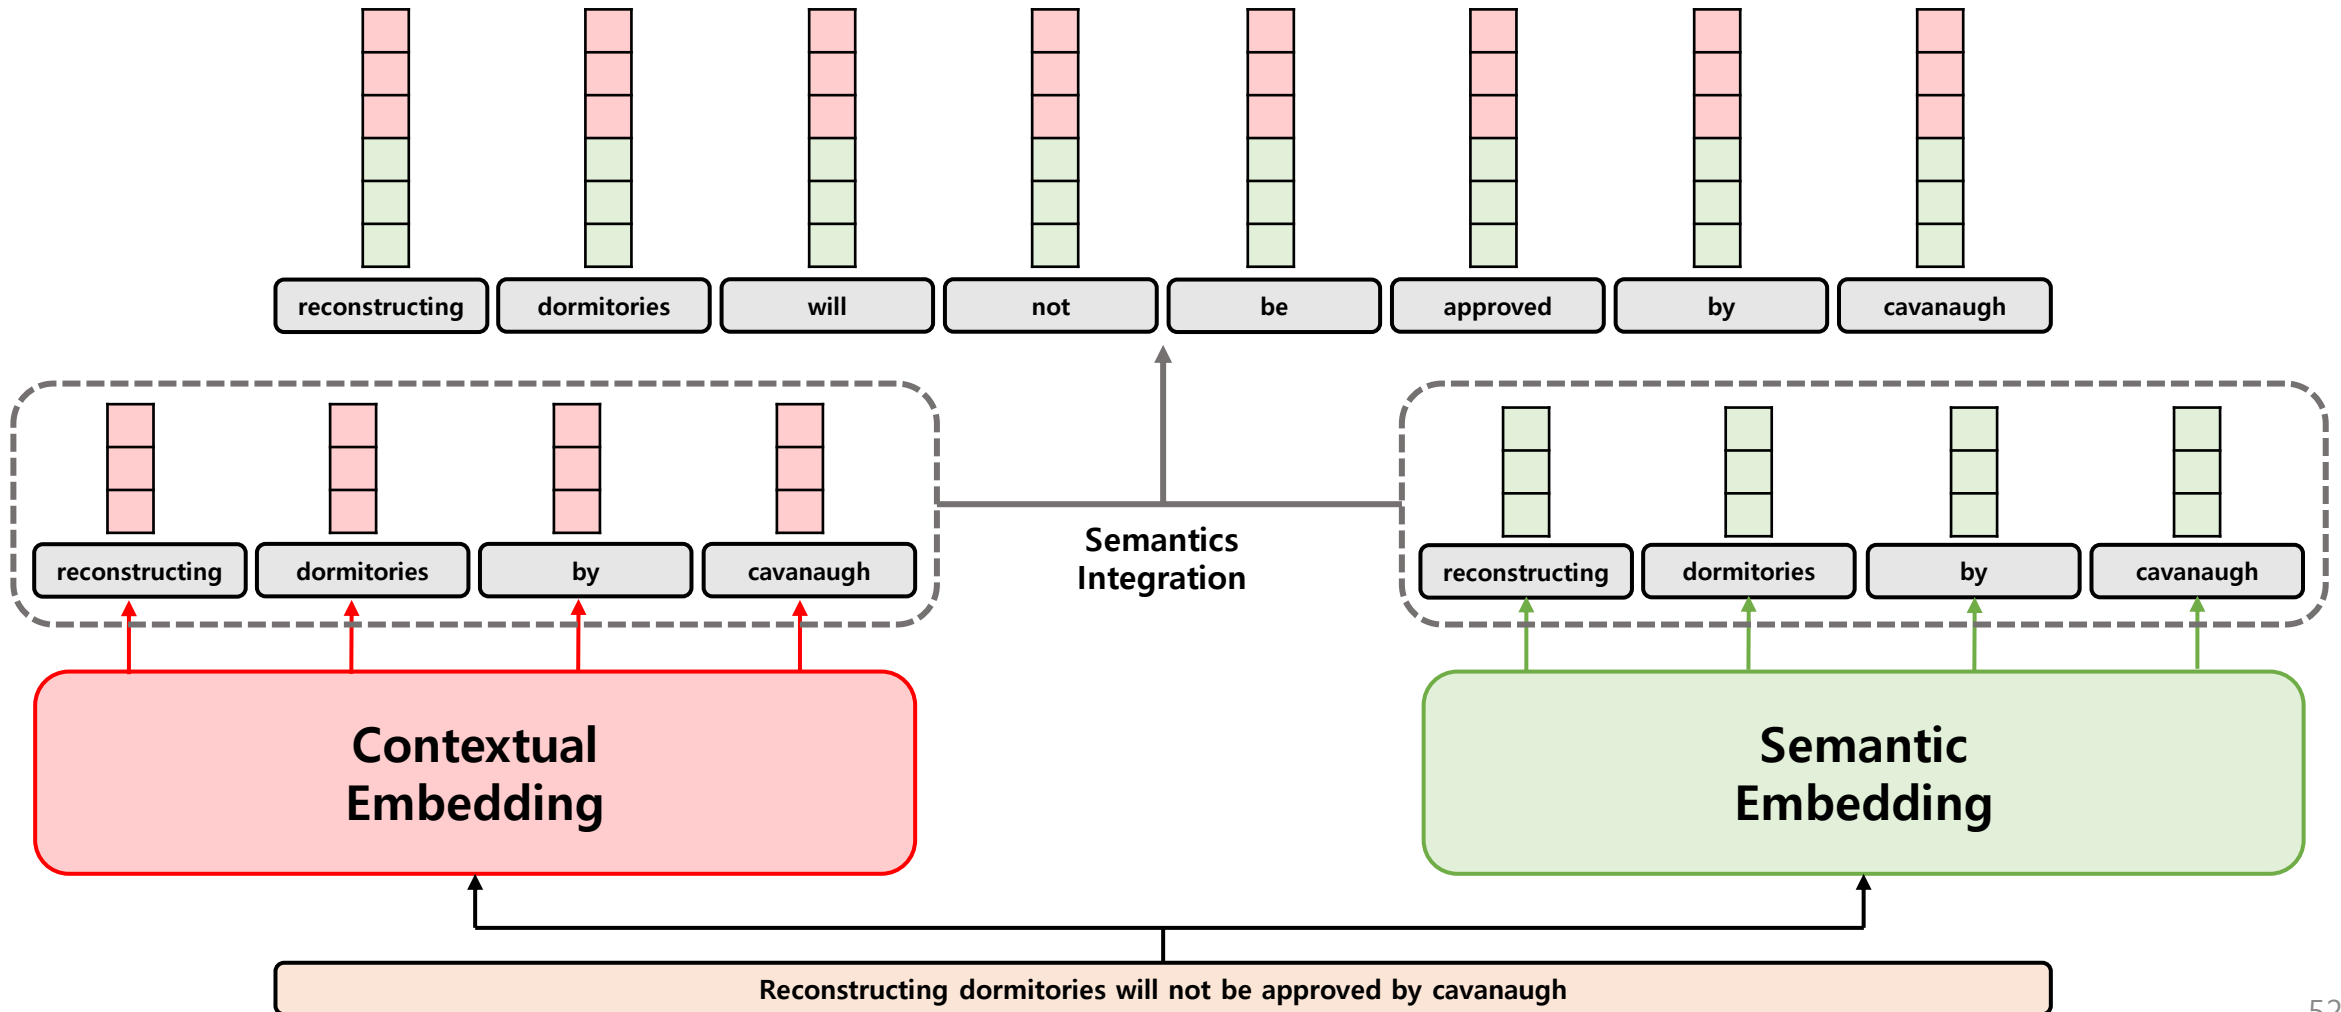 reconstructing dormitories will not be approved by cavanaugh
Semantics
Integration
reconstructing dormitories by cavanaugh
reconstructing dormitories by cavanaugh
Contextual
Embedding
Semantic
Embedding
Reconstructing dormitories will not be approved by cavanaugh
52